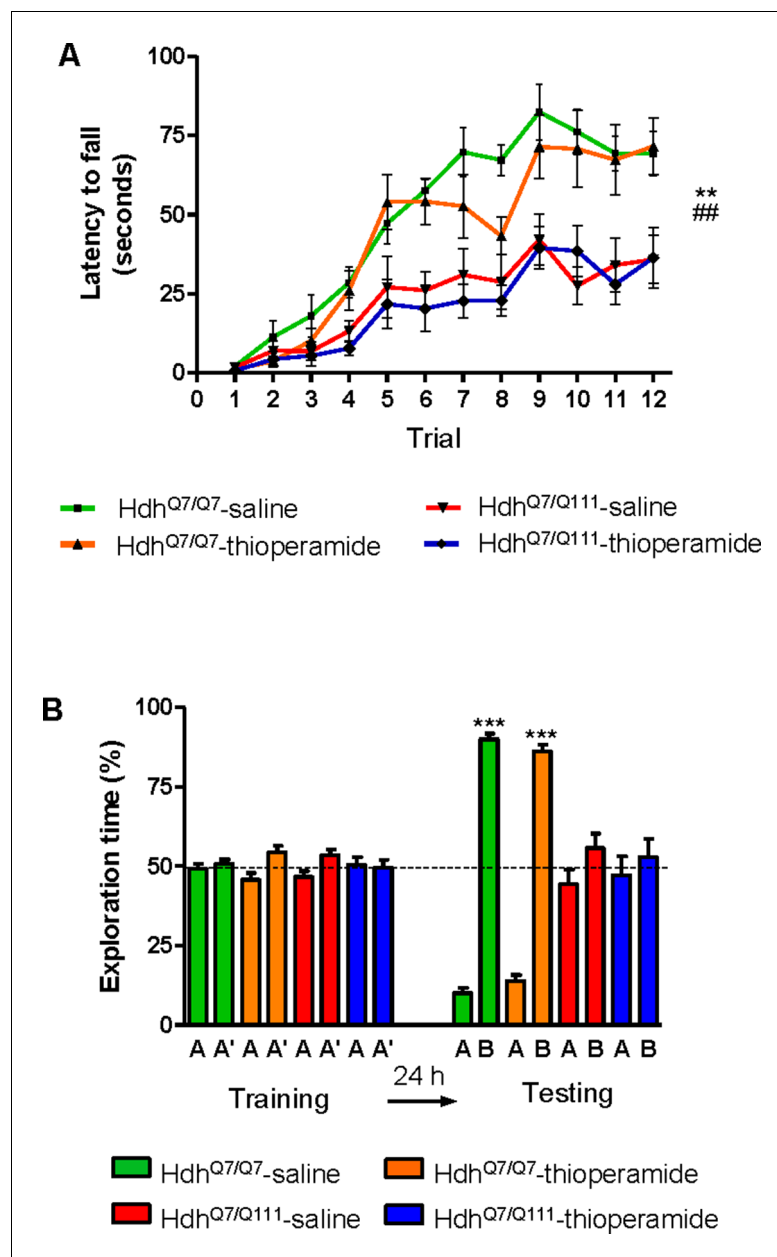 A
Latency to fall
(seconds)
100
75
50
25
0
**
##
0 1 2 3 4 5 6 7 8 9 10 11 12
Trial
Hdh^Q7/Q7-saline Hdh^Q7/Q111-saline
Hdh^Q7/Q7-thioperamide Hdh^Q7/Q111-thioperamide
B
Exploration time (%)
100
75
50
25
0
*** ***
A A' A A' A A' A A' A B A B A B A B
Training 24 h Testing
Hdh^Q7/Q7-saline Hdh^Q7/Q7-thioperamide
Hdh^Q7/Q111-saline Hdh^Q7/Q111-thioperamide